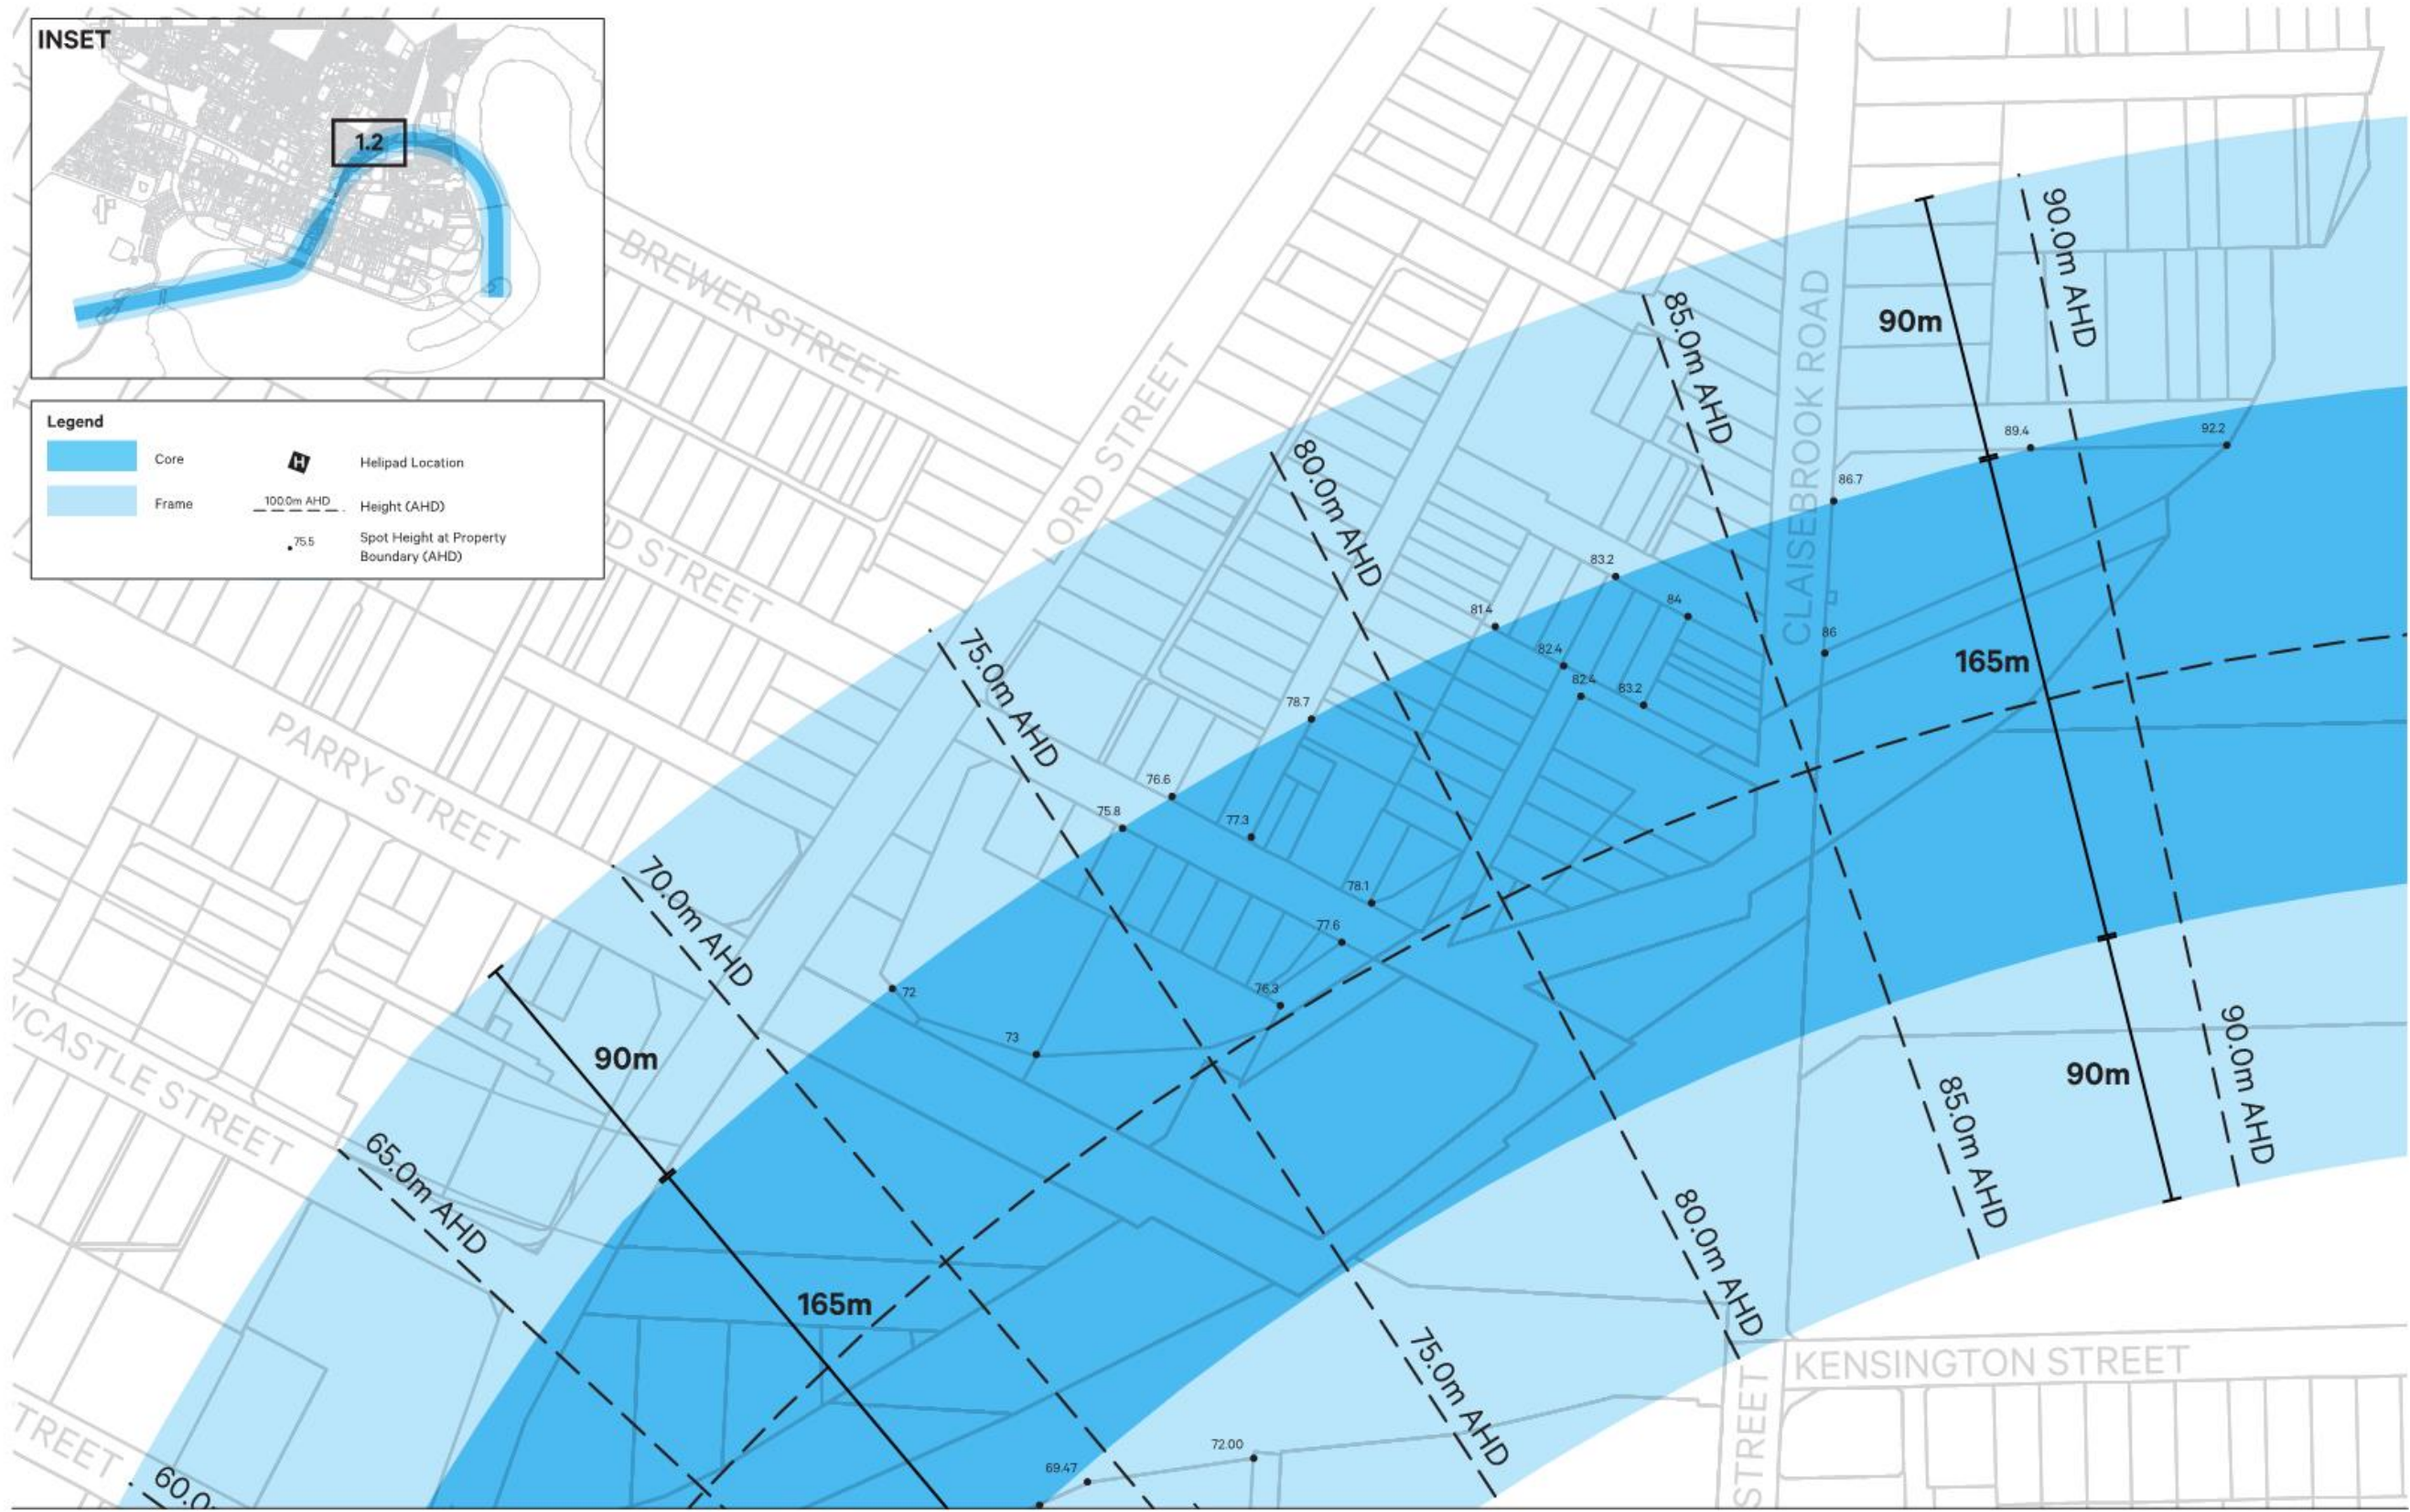 INSET
1.2
Legend
Core
Frame
H
Helipad Location
100.0m AHD
Height (AHD)
75.5
Spot Height at Property
Boundary (AHD)
BREWER STREET
LORD STREET
RD STREET
PARRY STREET
WCASTLE STREET
TREET
CLAISEBROOK ROAD
KENSINGTON STREET
STREET
90.0m AHD
85.0m AHD
80.0m AHD
75.0m AHD
70.0m AHD
65.0m AHD
60.0
90m
165m
90m
90m
165m
89.4
92.2
86.7
83.2
84
81.4
86
82.4
82.4
83.2
78.7
76.6
75.8
77.3
78.1
77.6
76.3
72
73
72.00
69.47
90.0m AHD
85.0m AHD
80.0m AHD
75.0m AHD